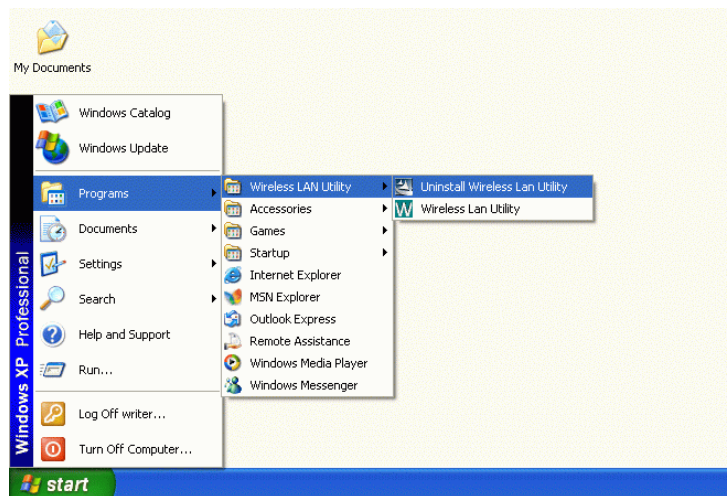 My Documents
Windows Catalog
Windows Update
Programs
Documents
Settings
Search
Help and Support
Run...
Log Off writer...
Turn Off Computer...
Windows XP Professional
Wireless LAN Utility
Accessories
Games
Startup
Internet Explorer
MSN Explorer
Outlook Express
Remote Assistance
Windows Media Player
Windows Messenger
Uninstall Wireless Lan Utility
Wireless Lan Utility
start